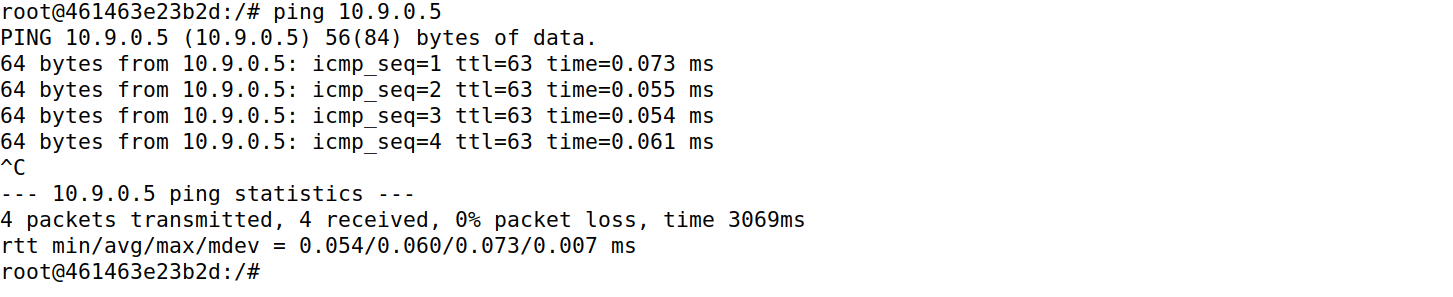 root@461463e23b2d:/# ping 10.9.0.5
PING 10.9.0.5 (10.9.0.5) 56(84) bytes of data.
64 bytes from 10.9.0.5: icmp_seq=1 ttl=63 time=0.073 ms
64 bytes from 10.9.0.5: icmp_seq=2 ttl=63 time=0.055 ms
64 bytes from 10.9.0.5: icmp_seq=3 ttl=63 time=0.054 ms
64 bytes from 10.9.0.5: icmp_seq=4 ttl=63 time=0.061 ms
^C
--- 10.9.0.5 ping statistics ---
4 packets transmitted, 4 received, 0% packet loss, time 3069ms
rtt min/avg/max/mdev = 0.054/0.060/0.073/0.007 ms
root@461463e23b2d:/#